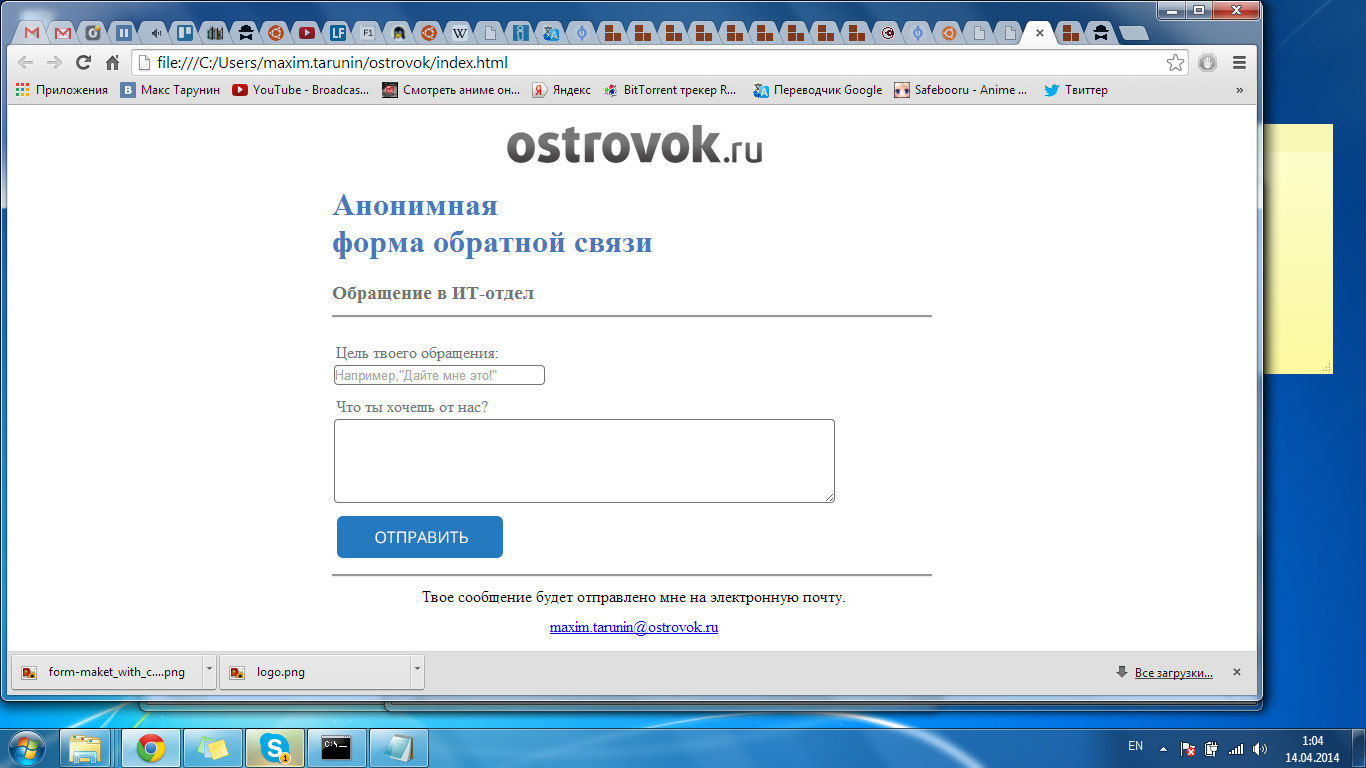 LF
F1
W
file:///C:/Users/maxim.tarunin/ostrovok/index.html
Приложения
В Макс Тарунин
YouTube - Broadcas...
Смотреть аниме он...
Я Яндекс
BitTorrent трекер R...
Переводчик Google
Safebooru - Anime ...
Твиттер
»
ostrovok.ru
Анонимная
форма обратной связи
Обращение в ИТ-отдел
Цель твоего обращения:
Например,"Дайте мне это!"
Что ты хочешь от нас?
ОТПРАВИТЬ
Твое сообщение будет отправлено мне на электронную почту.
maxim.tarunin@ostrovok.ru
form-maket_with_c....png
logo.png
Все загрузки...
S 1
C:\_
EN
1:04
14.04.2014